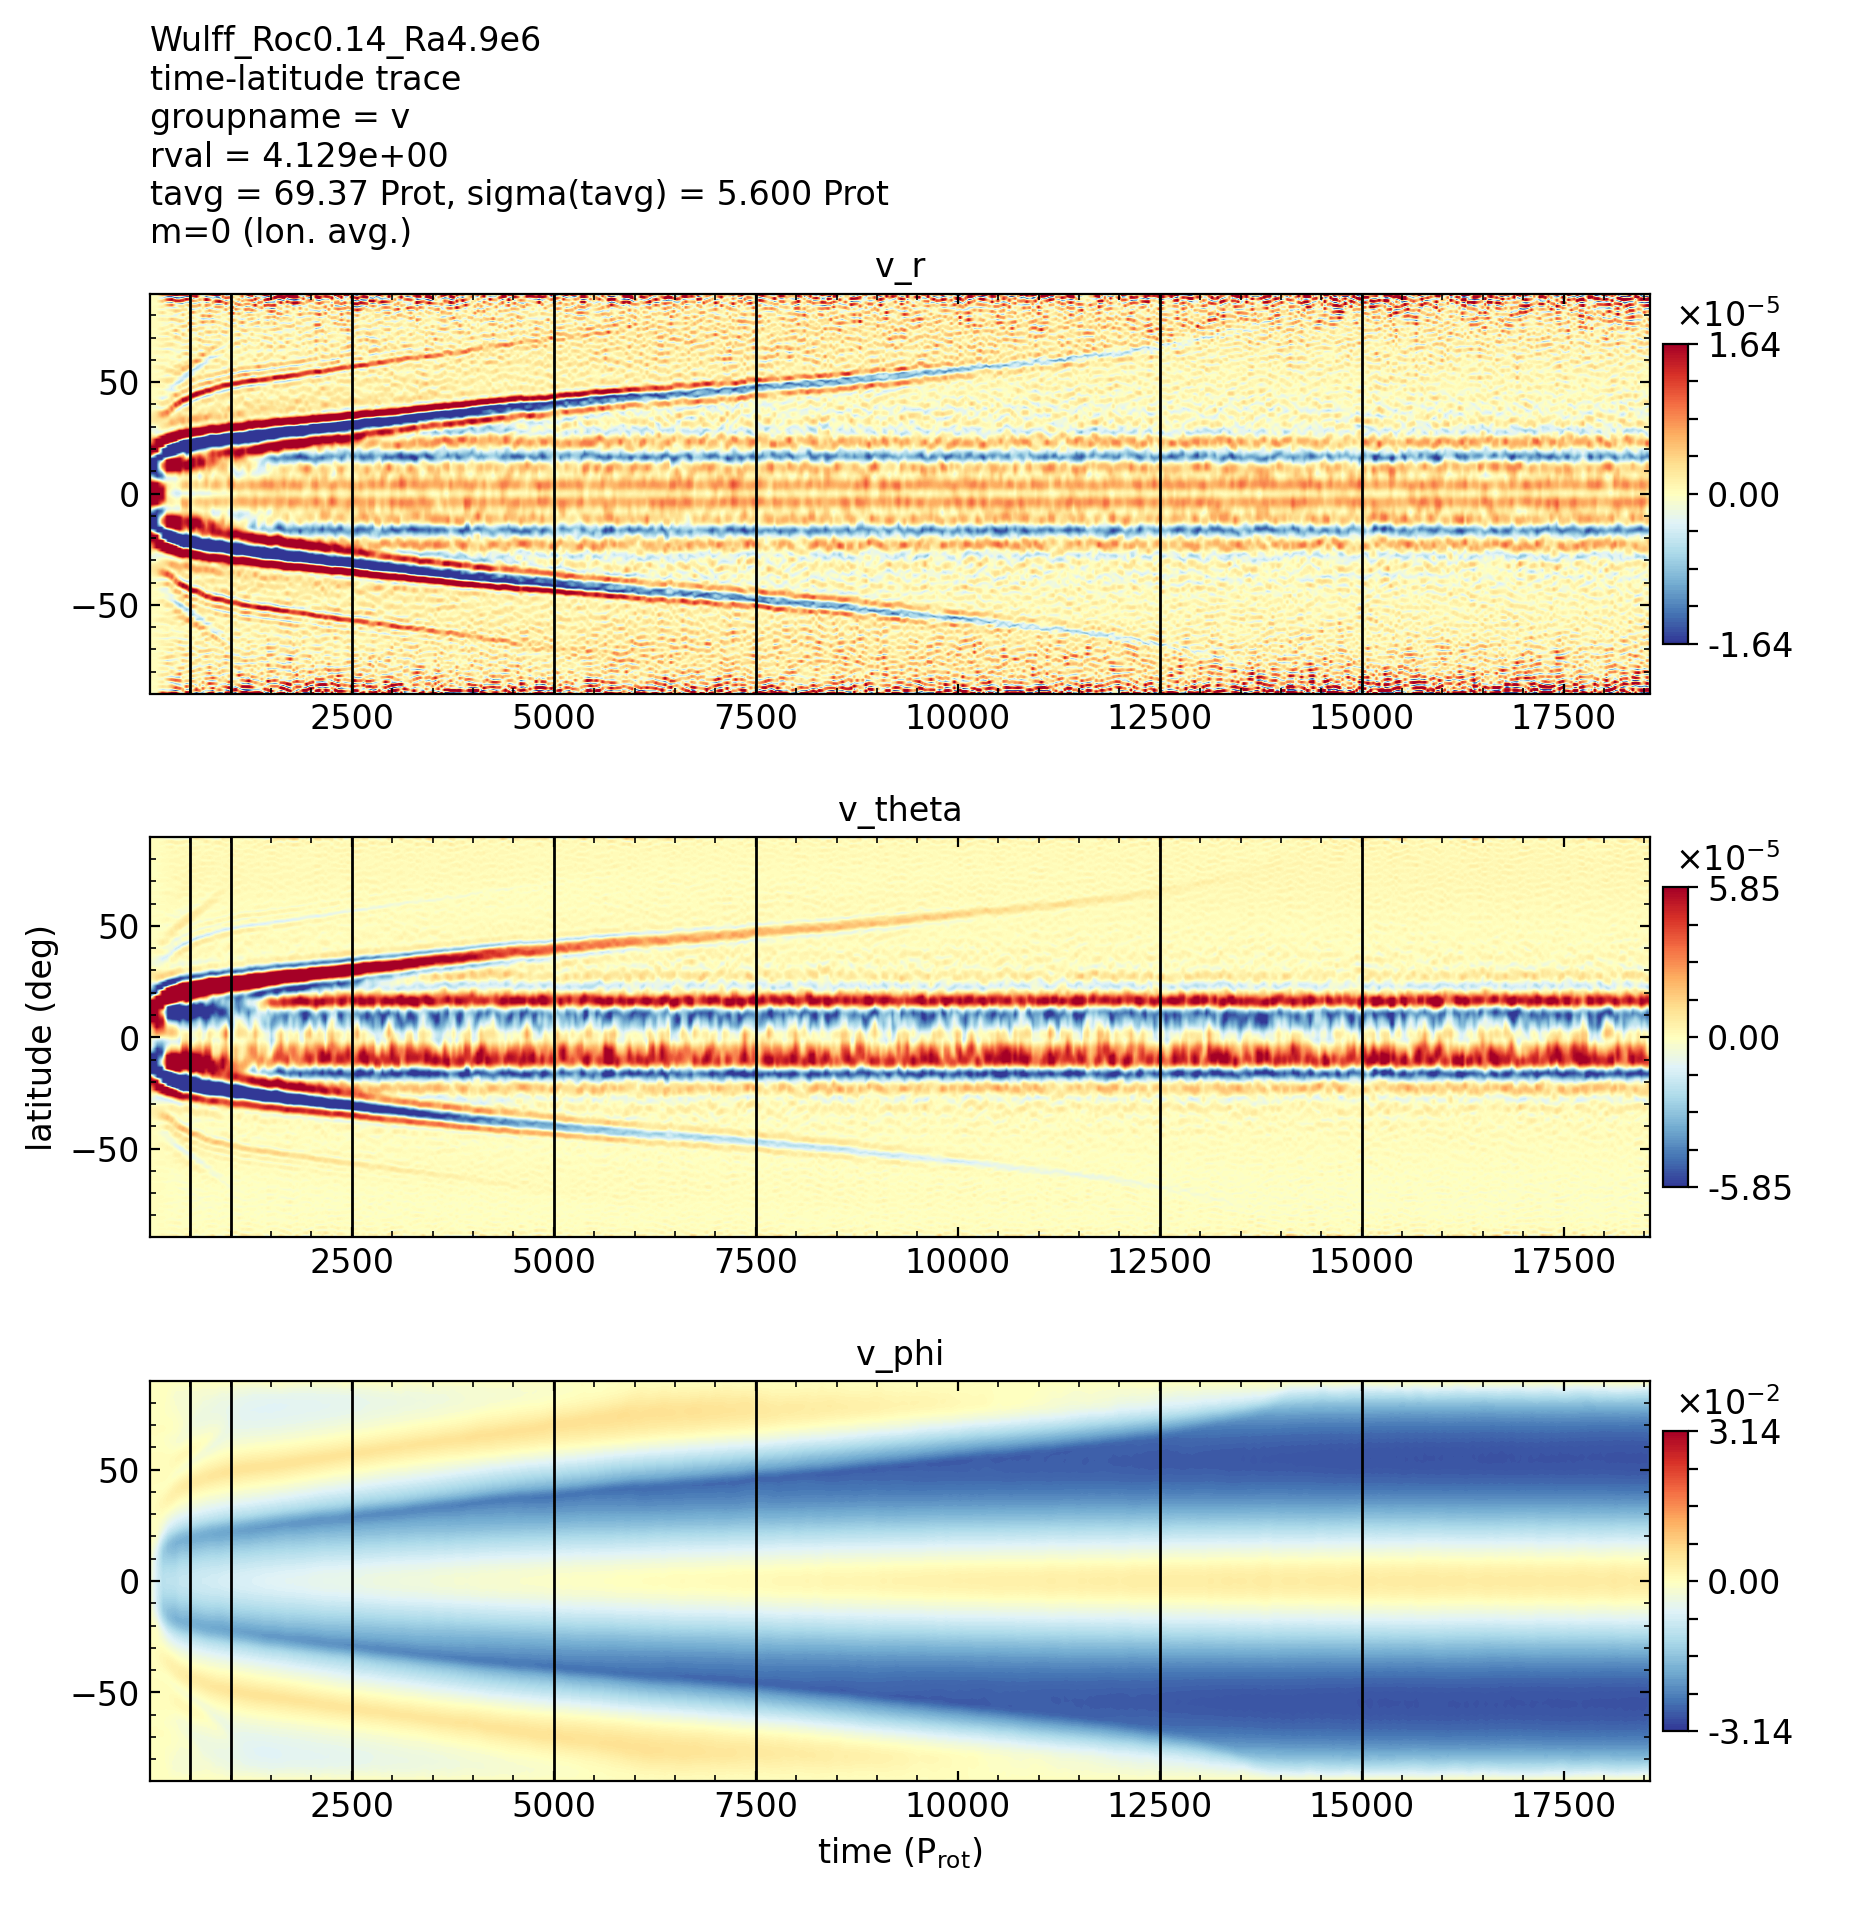 Wulff_Roc0.14_Ra4.9e6
time-latitude trace
groupname = v
rval = 4.129e+00
tavg = 69.37 Prot, sigma(tavg) = 5.600 Prot
m=0 (lon. avg.)
v_r
×10⁻⁵
1.64
0.00
-1.64
50
0
−50
2500 5000 7500 10000 12500 15000 17500
v_theta
×10⁻⁵
5.85
0.00
-5.85
latitude (deg)
50
0
−50
2500 5000 7500 10000 12500 15000 17500
v_phi
×10⁻²
3.14
0.00
-3.14
50
0
−50
2500 5000 7500 10000 12500 15000 17500
time (P_rot)